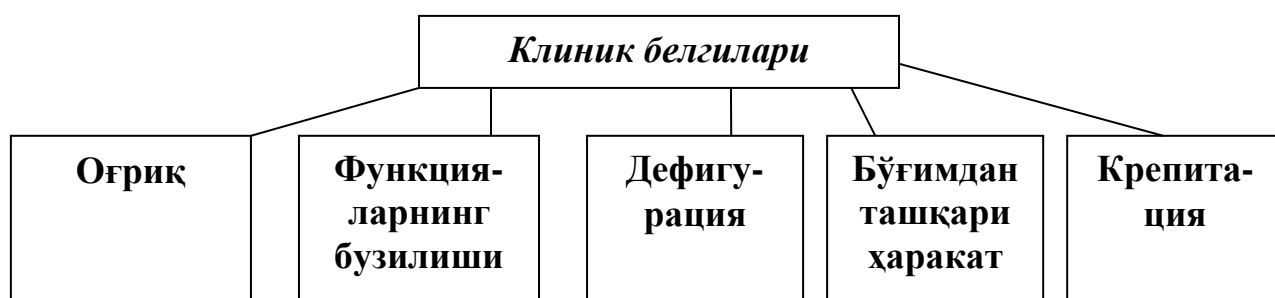 Клиник белгилари
Оғриқ
Функция-
ларнинг
бузилиши
Дефигу-
рация
Бўғимдан
ташқари
ҳаракат
Крепита-
ция